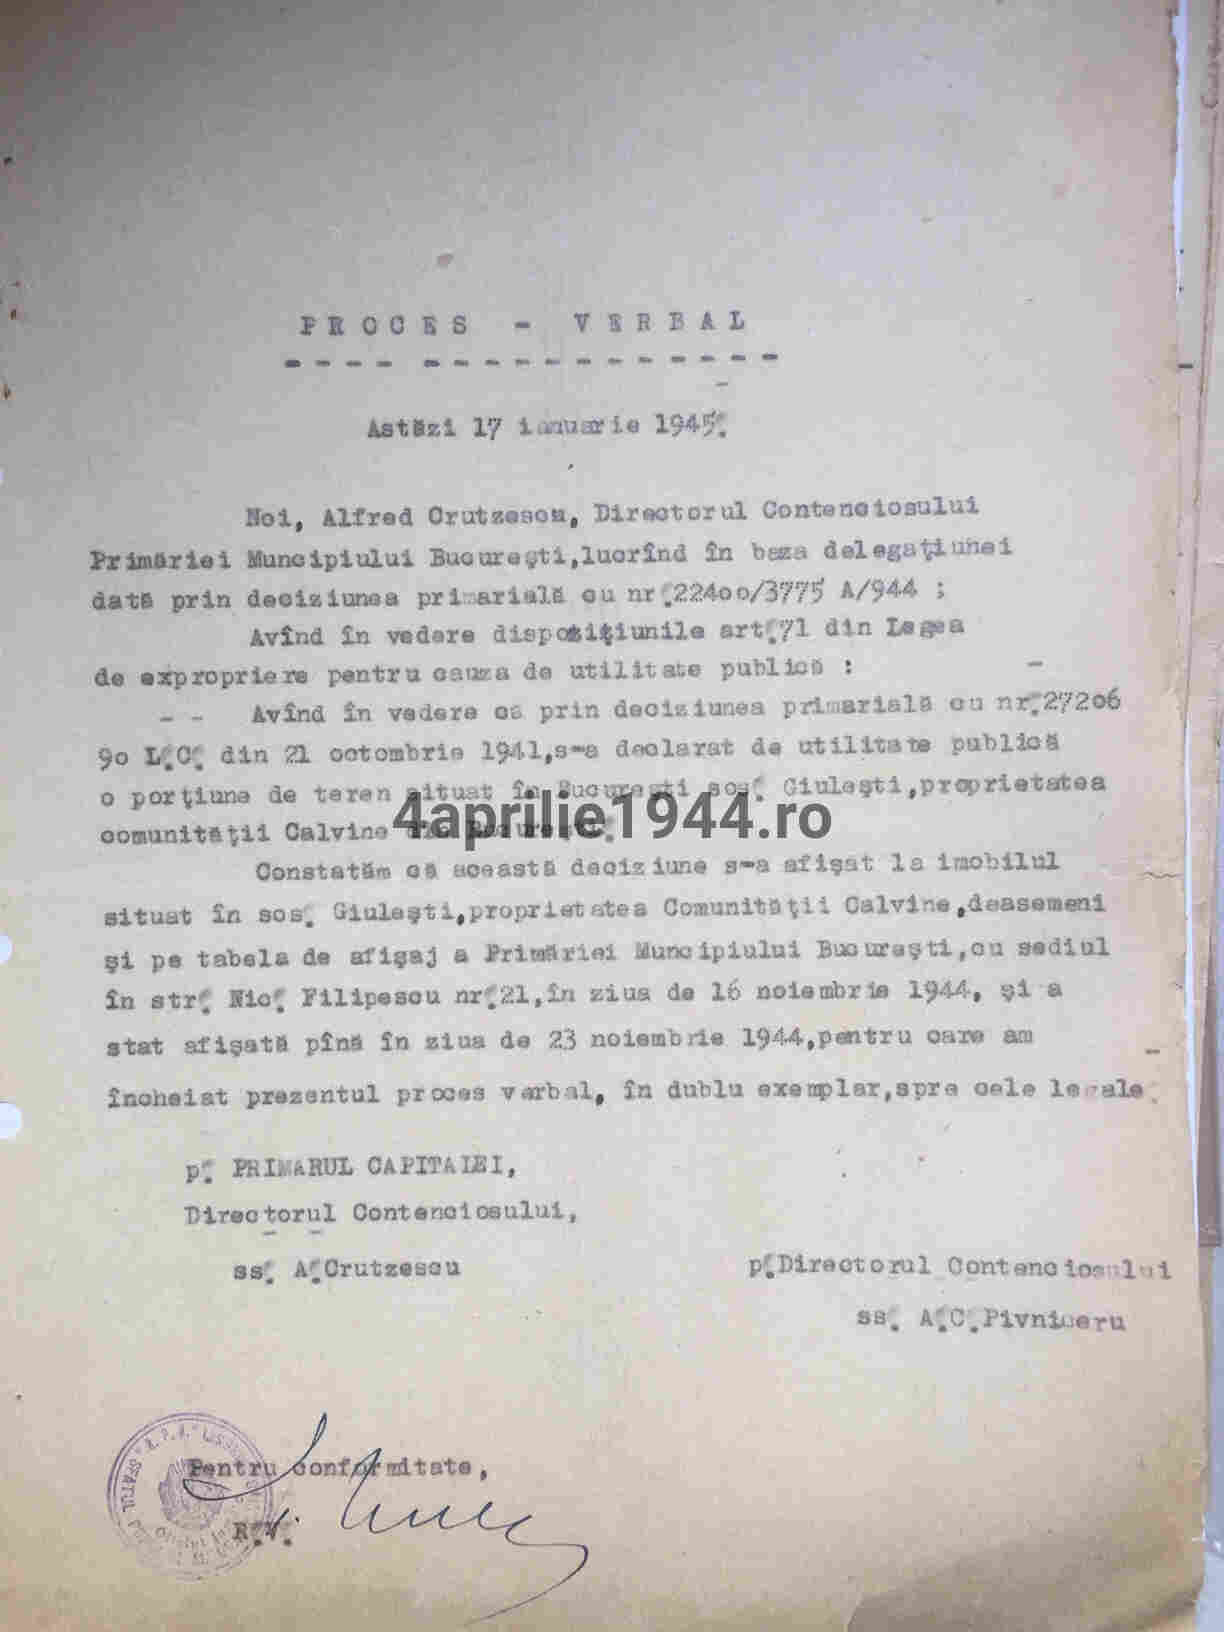 PROCES - VERBAL
Astăzi 17 ianuarie 1945.
Noi, Alfred Crutzescu, Directorul Contenciosului
Primăriei Muncipiului Bucureşti,lucrînd în baza delegaţiunei
dată prin deciziunea primarială cu nr.22400/3775 A/944 ;
Avînd în vedere dispozițiunile art.71 din Legea
de expropriere pentru cauza de utilitate publică :
- - Avînd în vedere că prin deciziunea primarială cu nr.27206
90 L.C. din 21 octombrie 1941,s-a declarat de utilitate publică
o porţiune de teren situat în Bucureşti sos. Giuleşti,proprietatea
comunităţii Calvine din Bucureşti.
4aprilie1944.ro
Constatăm că această deciziune s-a afişat la imobilul
situat în sos. Giuleşti,proprietatea Comunităţii Calvine,deasemeni
şi pe tabela de afişaj a Primăriei Muncipiului Bucureşti,cu sediul
în str. Nic. Filipescu nr.21,în ziua de 16 noiembrie 1944, şi a
stat afişată pînă în ziua de 23 noiembrie 1944,pentru care am
încheiat prezentul proces verbal, în dublu exemplar,spre cele legale.
p. PRIMARUL CAPITALEI,
Directorul Contenciosului,
ss. A.Crutzescu
p.Directorul Contenciosului
ss. A.C.Pivniceru
Pentru conformitate,
R.V.
R.P.R.
SFATUL